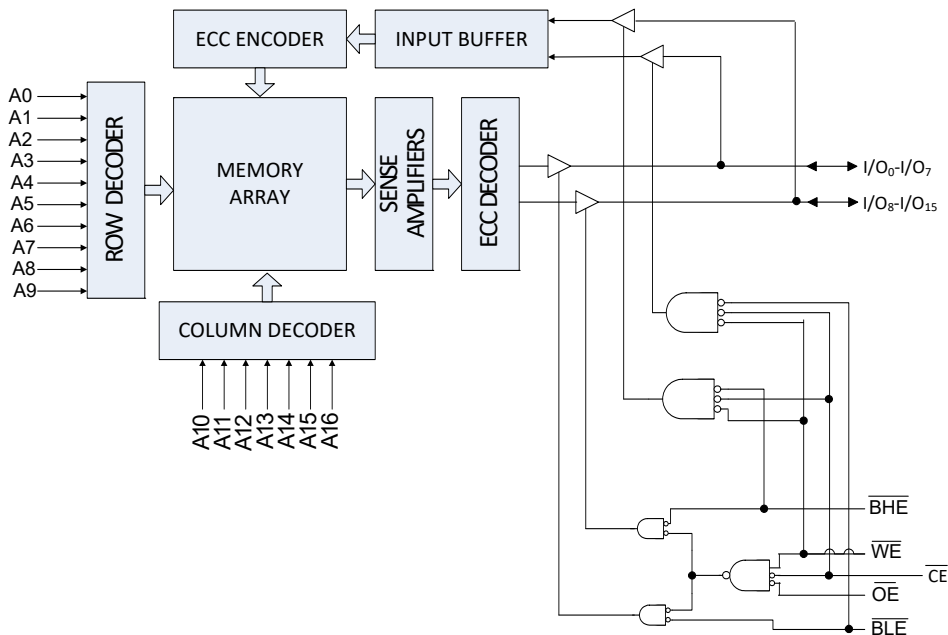 ECC ENCODER
INPUT BUFFER
A0
A1
A2
A3
A4
A5
A6
A7
A8
A9
ROW DECODER
MEMORY
ARRAY
SENSE
AMPLIFIERS
ECC DECODER
I/O0-I/O7
I/O8-I/O15
COLUMN DECODER
A10
A11
A12
A13
A14
A15
A16
BHE
WE
CE
OE
BLE